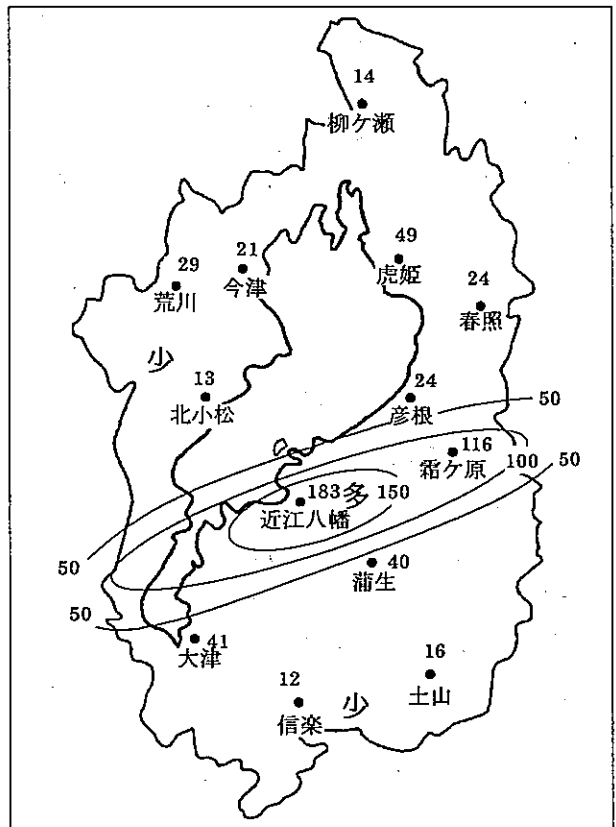 14
柳ケ瀬
49
虎姫
21
今津
29
荒川
24
春照
少
13
北小松
24
彦根
50
116
霜ケ原
100
50
183
多
150
近江八幡
50
40
蒲生
50
41
大津
16
土山
12
信楽
少